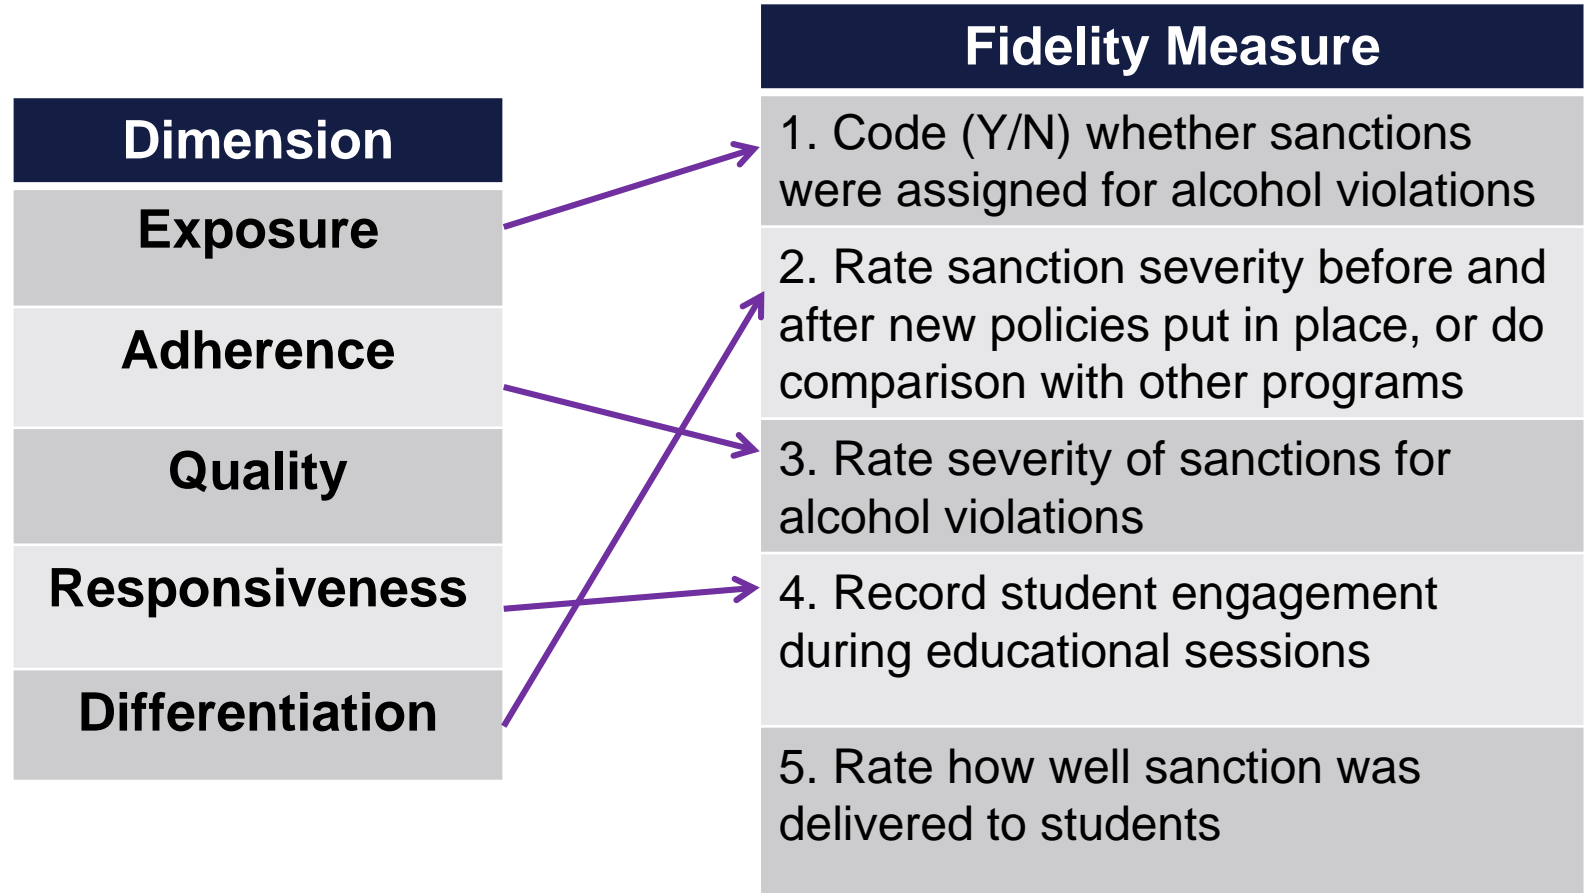 Dimension
Exposure
Adherence
Quality
Responsiveness
Differentiation
Fidelity Measure
1. Code (Y/N) whether sanctions
were assigned for alcohol violations
2. Rate sanction severity before and
after new policies put in place, or do
comparison with other programs
3. Rate severity of sanctions for
alcohol violations
4. Record student engagement
during educational sessions
5. Rate how well sanction was
delivered to students